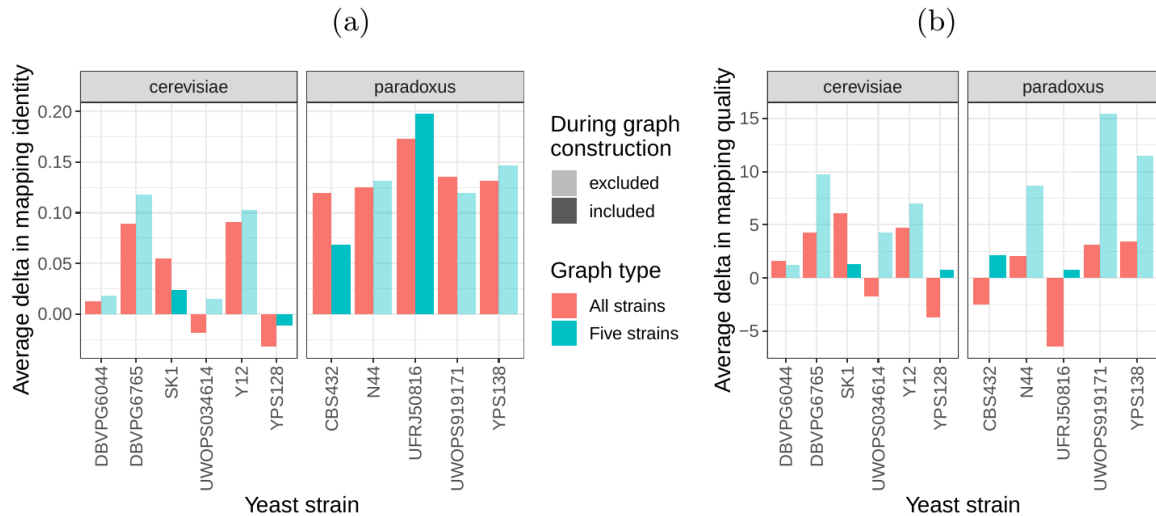 (a)
Average delta in mapping identity
cerevisiae
paradoxus
0.20
0.15
0.10
0.05
0.00
DBVPG6044
DBVPG6765
SK1
UWOPS034614
Y12
YPS128
CBS432
N44
UFRJ50816
UWOPS919171
YPS138
Yeast strain
During graph
construction
excluded
included
Graph type
All strains
Five strains
(b)
Average delta in mapping quality
cerevisiae
paradoxus
15
10
5
0
−5
DBVPG6044
DBVPG6765
SK1
UWOPS034614
Y12
YPS128
CBS432
N44
UFRJ50816
UWOPS919171
YPS138
Yeast strain